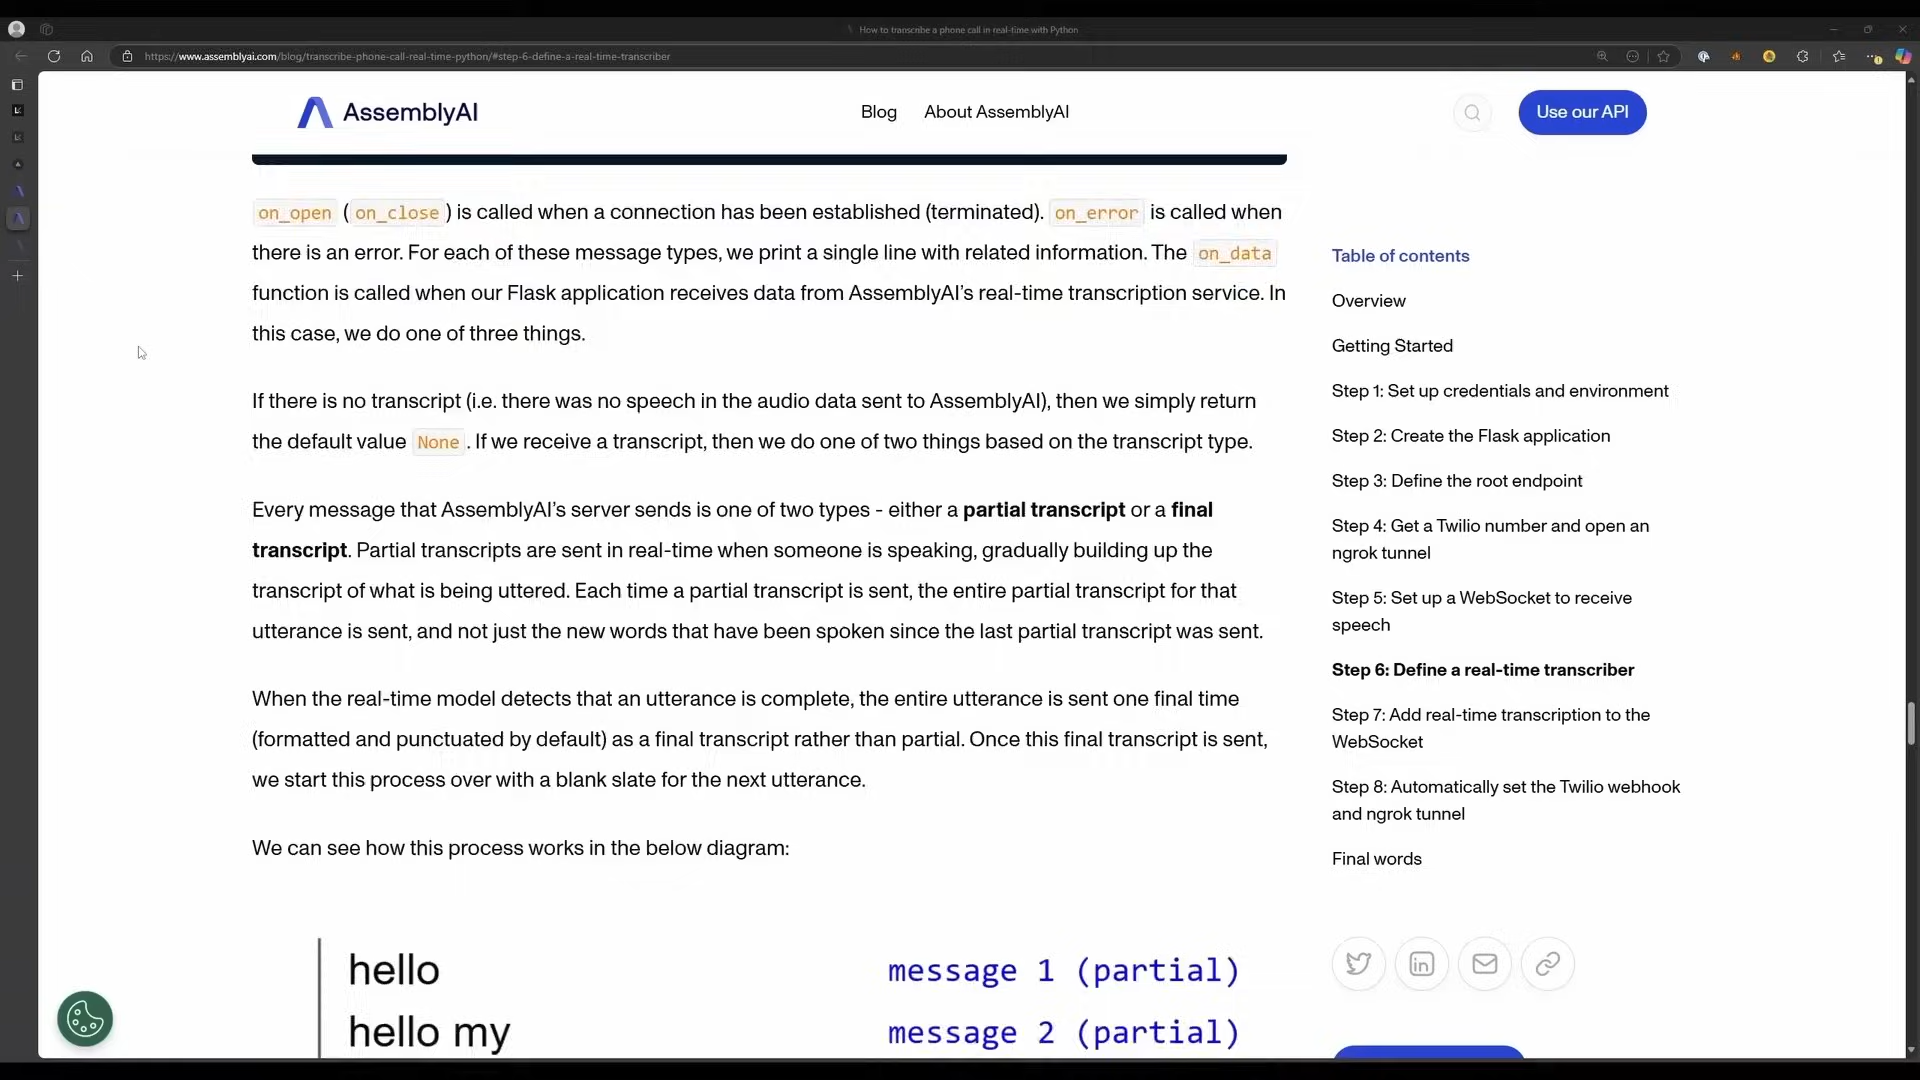 How to transcribe a phone call in real-time with Python
https://www.assemblyai.com/blog/transcribe-phone-call-real-time-python/#step-6-define-a-real-time-transcriber
AssemblyAI
Blog
About AssemblyAI
Use our API
on_open (on_close) is called when a connection has been established (terminated). on_error is called when
there is an error. For each of these message types, we print a single line with related information. The on_data
function is called when our Flask application receives data from AssemblyAI’s real-time transcription service. In
this case, we do one of three things.
If there is no transcript (i.e. there was no speech in the audio data sent to AssemblyAI), then we simply return
the default value None. If we receive a transcript, then we do one of two things based on the transcript type.
Every message that AssemblyAI’s server sends is one of two types - either a partial transcript or a final
transcript. Partial transcripts are sent in real-time when someone is speaking, gradually building up the
transcript of what is being uttered. Each time a partial transcript is sent, the entire partial transcript for that
utterance is sent, and not just the new words that have been spoken since the last partial transcript was sent.
When the real-time model detects that an utterance is complete, the entire utterance is sent one final time
(formatted and punctuated by default) as a final transcript rather than partial. Once this final transcript is sent,
we start this process over with a blank slate for the next utterance.
We can see how this process works in the below diagram:
hello message 1 (partial)
hello my message 2 (partial)
Table of contents
Overview
Getting Started
Step 1: Set up credentials and environment
Step 2: Create the Flask application
Step 3: Define the root endpoint
Step 4: Get a Twilio number and open an
ngrok tunnel
Step 5: Set up a WebSocket to receive
speech
Step 6: Define a real-time transcriber
Step 7: Add real-time transcription to the
WebSocket
Step 8: Automatically set the Twilio webhook
and ngrok tunnel
Final words